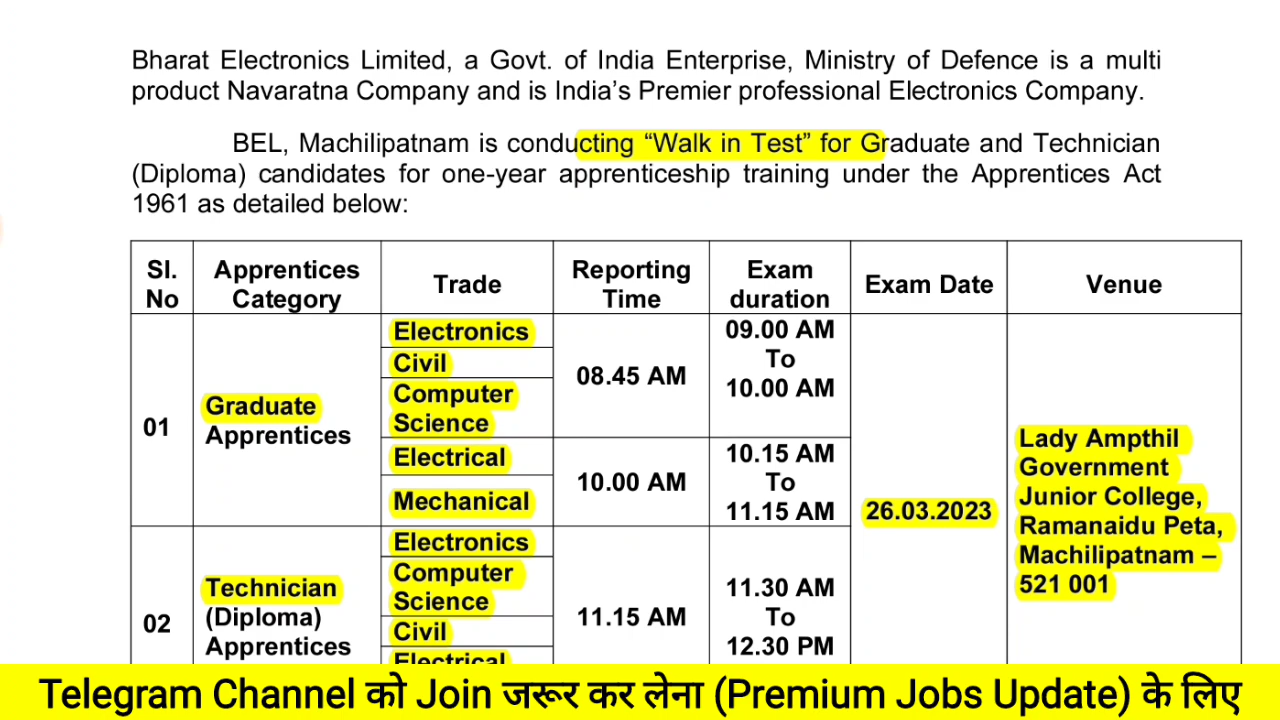 Bharat Electronics Limited, a Govt. of India Enterprise, Ministry of Defence is a multi
product Navaratna Company and is India's Premier professional Electronics Company.
BEL, Machilipatnam is conducting “Walk in Test” for Graduate and Technician
(Diploma) candidates for one-year apprenticeship training under the Apprentices Act
1961 as detailed below:
Sl. No
Apprentices Category
Trade
Reporting Time
Exam duration
Exam Date
Venue
01
Graduate
Apprentices
Electronics
Civil
Computer
Science
08.45 AM
09.00 AM
To
10.00 AM
Electrical
Mechanical
10.00 AM
10.15 AM
To
11.15 AM
26.03.2023
Lady Ampthil
Government
Junior College,
Ramanaidu Peta,
Machilipatnam –
521 001
02
Technician
(Diploma)
Apprentices
Electronics
Computer
Science
Civil
Electrical
11.15 AM
11.30 AM
To
12.30 PM
Telegram Channel को Join जरूर कर लेना (Premium Jobs Update) के लिए